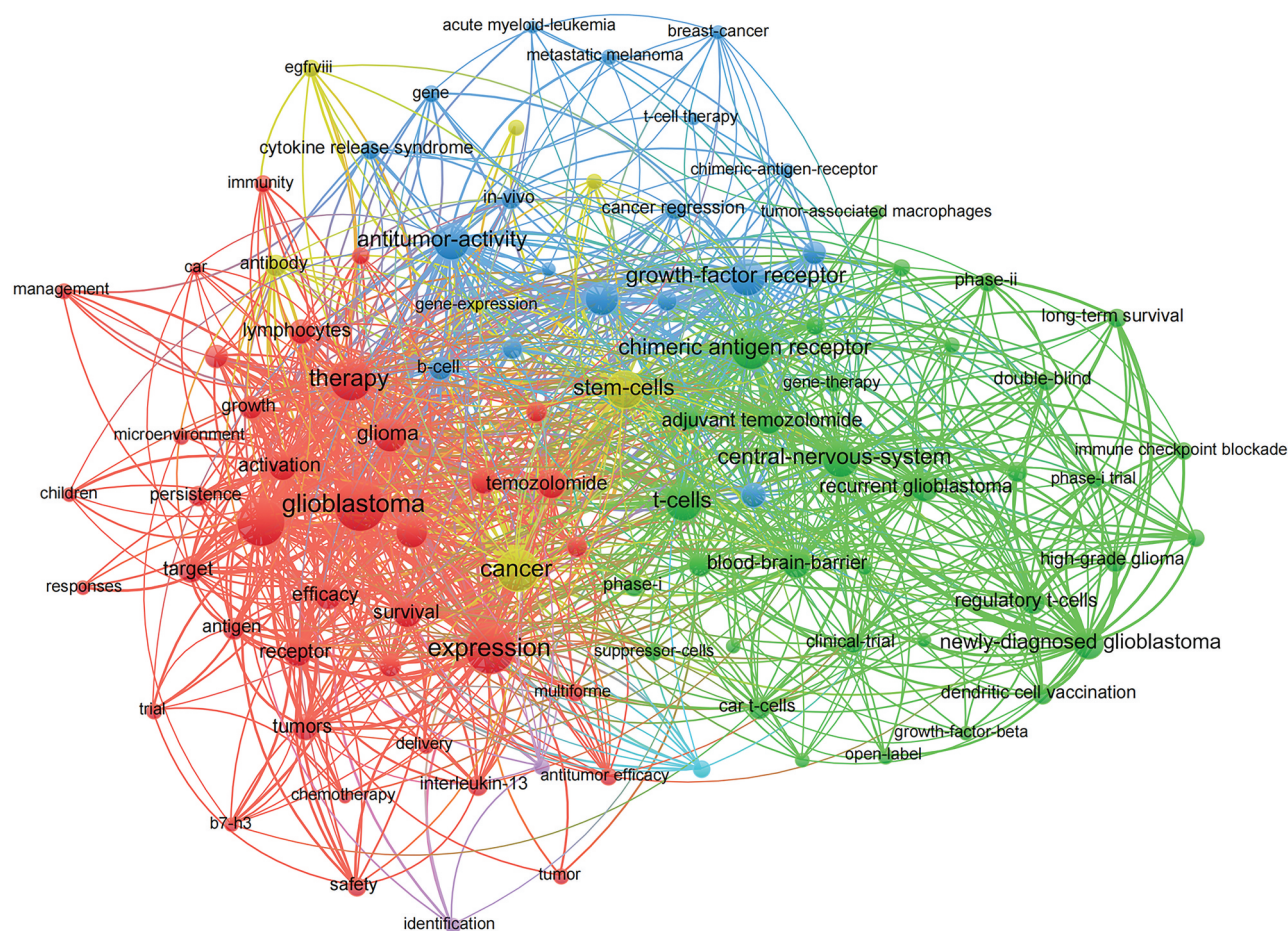 acute myeloid-leukemia
breast-cancer
metastatic melanoma
egfrviii
gene
t-cell therapy
cytokine release syndrome
chimeric-antigen-receptor
immunity
in-vivo
cancer regression
tumor-associated macrophages
antitumor-activity
antibody
car
growth-factor receptor
phase-ii
management
gene-expression
long-term survival
lymphocytes
chimeric antigen receptor
b-cell
therapy
stem-cells
gene-therapy
double-blind
growth
adjuvant temozolomide
microenvironment
glioma
immune checkpoint blockade
central-nervous-system
activation
phase-i trial
temozolomide
recurrent glioblastoma
children
persistence
glioblastoma
t-cells
high-grade glioma
blood-brain-barrier
target
cancer
responses
phase-i
efficacy
regulatory t-cells
survival
antigen
clinical-trial
newly-diagnosed glioblastoma
receptor
expression
suppressor-cells
multiforme
dendritic cell vaccination
trial
car t-cells
tumors
growth-factor-beta
delivery
open-label
antitumor efficacy
interleukin-13
chemotherapy
b7-h3
tumor
safety
identification